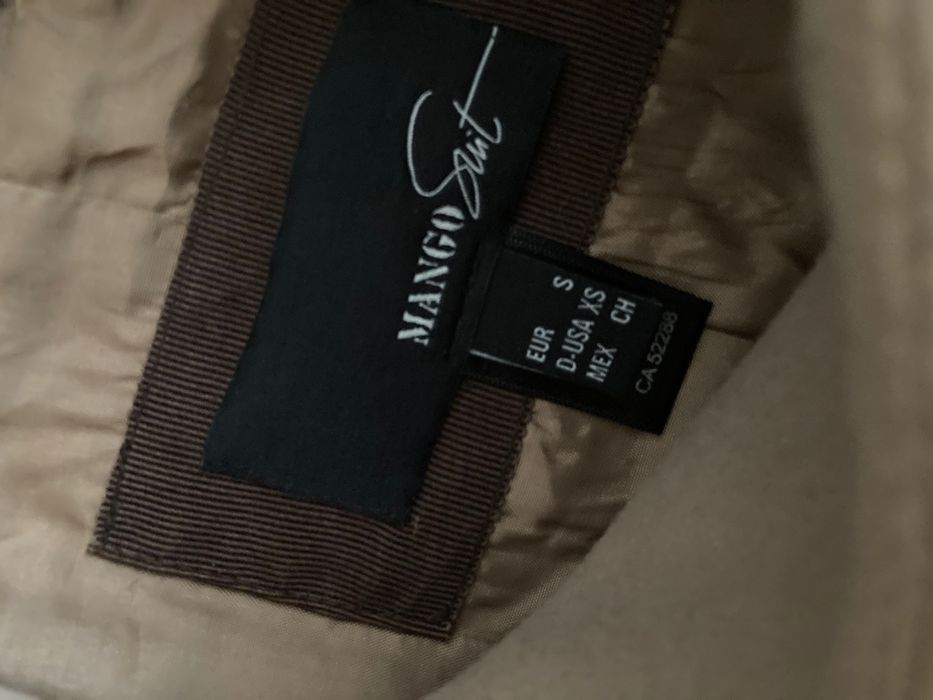 MANGO Suit
EUR S
D-USA XS
MEX CH
CA 52288